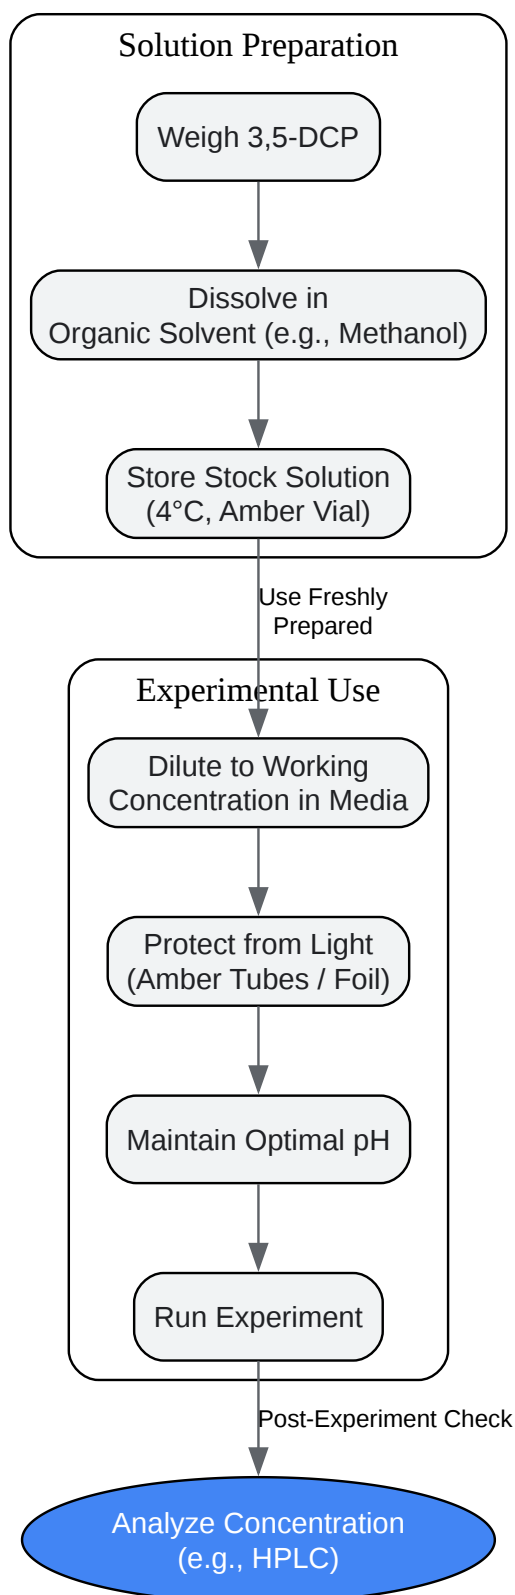 Solution Preparation
Weigh 3,5-DCP
Dissolve in
Organic Solvent (e.g., Methanol)
Store Stock Solution
(4°C, Amber Vial)
Use Freshly
Prepared
Experimental Use
Dilute to Working
Concentration in Media
Protect from Light
(Amber Tubes / Foil)
Maintain Optimal pH
Run Experiment
Post-Experiment Check
Analyze Concentration
(e.g., HPLC)